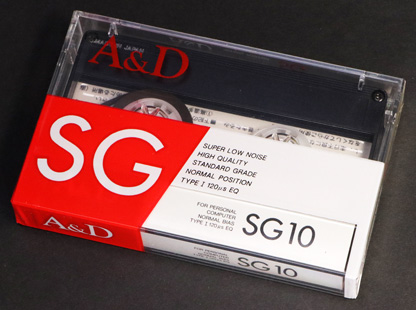 A&D
SG
SUPER LOW NOISE
HIGH QUALITY
STANDARD GRADE
NORMAL POSITION
TYPE I 120μs EQ
FOR PERSONAL
COMPUTER
NORMAL BIAS
TYPE I 120μs EQ
SG10
A&D
SG10